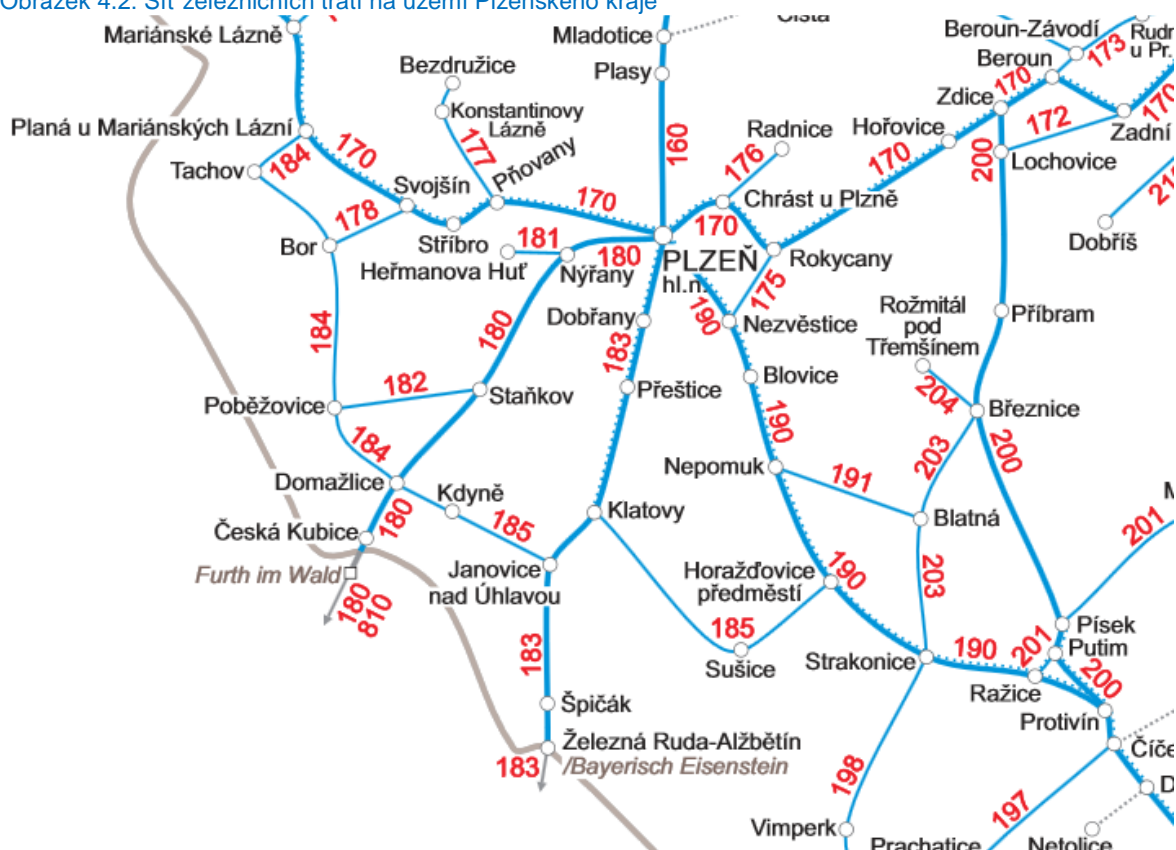 Obrázek 4.2: Síť železničních tratí na území Plzeňského kraje
Mariánské Lázně
Mladotice
Čistá
Beroun-Závodí
Beroun
173
u Pr.
Bezdružice
Plasy
170
Zdice
Konstantinovy
Lázně
177
Planá u Mariánských Lázní
170
184
Tachov
Pňovany
160
Radnice
176
Hořovice
170
200
172
170
Zadní
Lochovice
Svojšín
178
170
Chrást u Plzně
170
Bor
Stříbro
181
Heřmanova Huť
Nýřany
180
PLZEŇ
hl.n.
Rokycany
175
Dobříš
184
180
Dobřany
183
190
Nezvěstice
Rožmitál
pod
Třemšínem
Příbram
182
Poběžovice
Staňkov
Přeštice
Blovice
204
Březnice
184
190
203
200
Domažlice
Kdyně
Nepomuk
191
180
185
Klatovy
Blatná
201
Česká Kubice
Furth im Wald
180
810
Janovice
nad Úhlavou
Horažďovice
předměstí
190
203
183
185
Sušice
Strakonice
190
201
Písek
Putim
200
Ražice
Protivín
Špičák
Železná Ruda-Alžbětín
/Bayerisch Eisenstein
183
198
197
Vimperk
Prachatice
Netolice